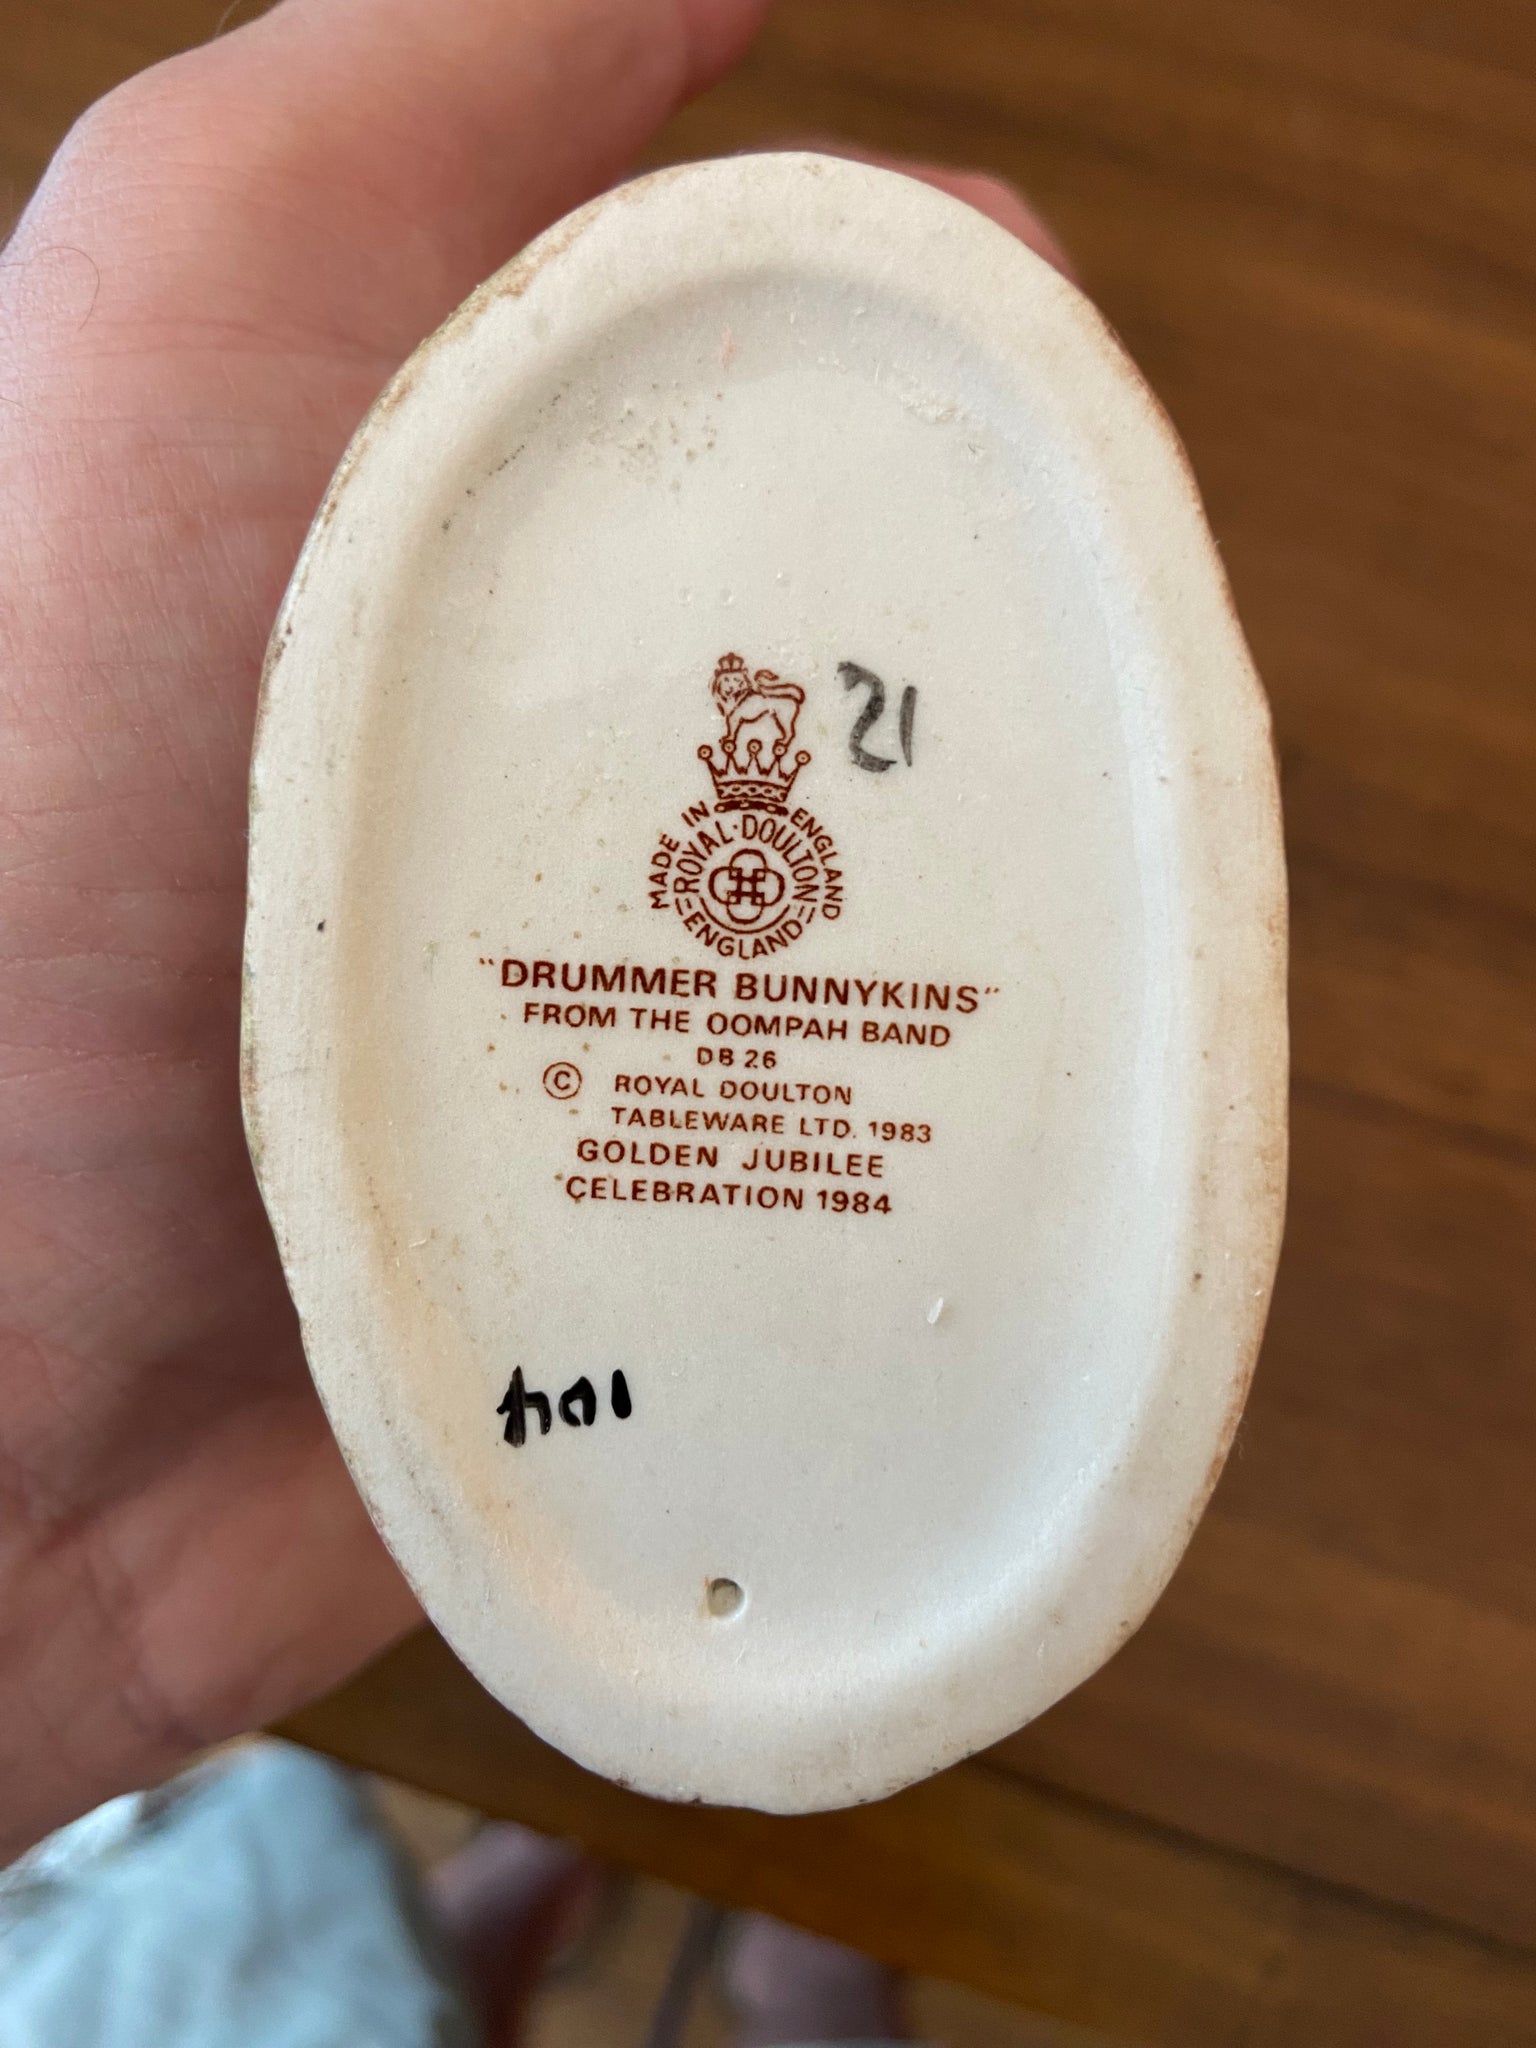 21
MADE IN ENGLAND
ROYAL·DOULTON
ENGLAND
"DRUMMER BUNNYKINS"
FROM THE OOMPAH BAND
DB 26
© ROYAL DOULTON
TABLEWARE LTD. 1983
GOLDEN JUBILEE
CELEBRATION 1984